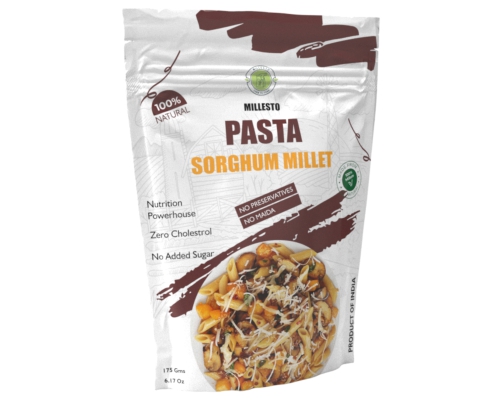 100%
NATURAL
MILLESTO
PASTA
SORGHUM MILLET
Nutrition
Powerhouse
Zero Cholestrol
No Added Sugar
NO PRESERVATIVES
NO MAIDA
175 Gms
6.17 Oz
PRODUCT OF INDIA